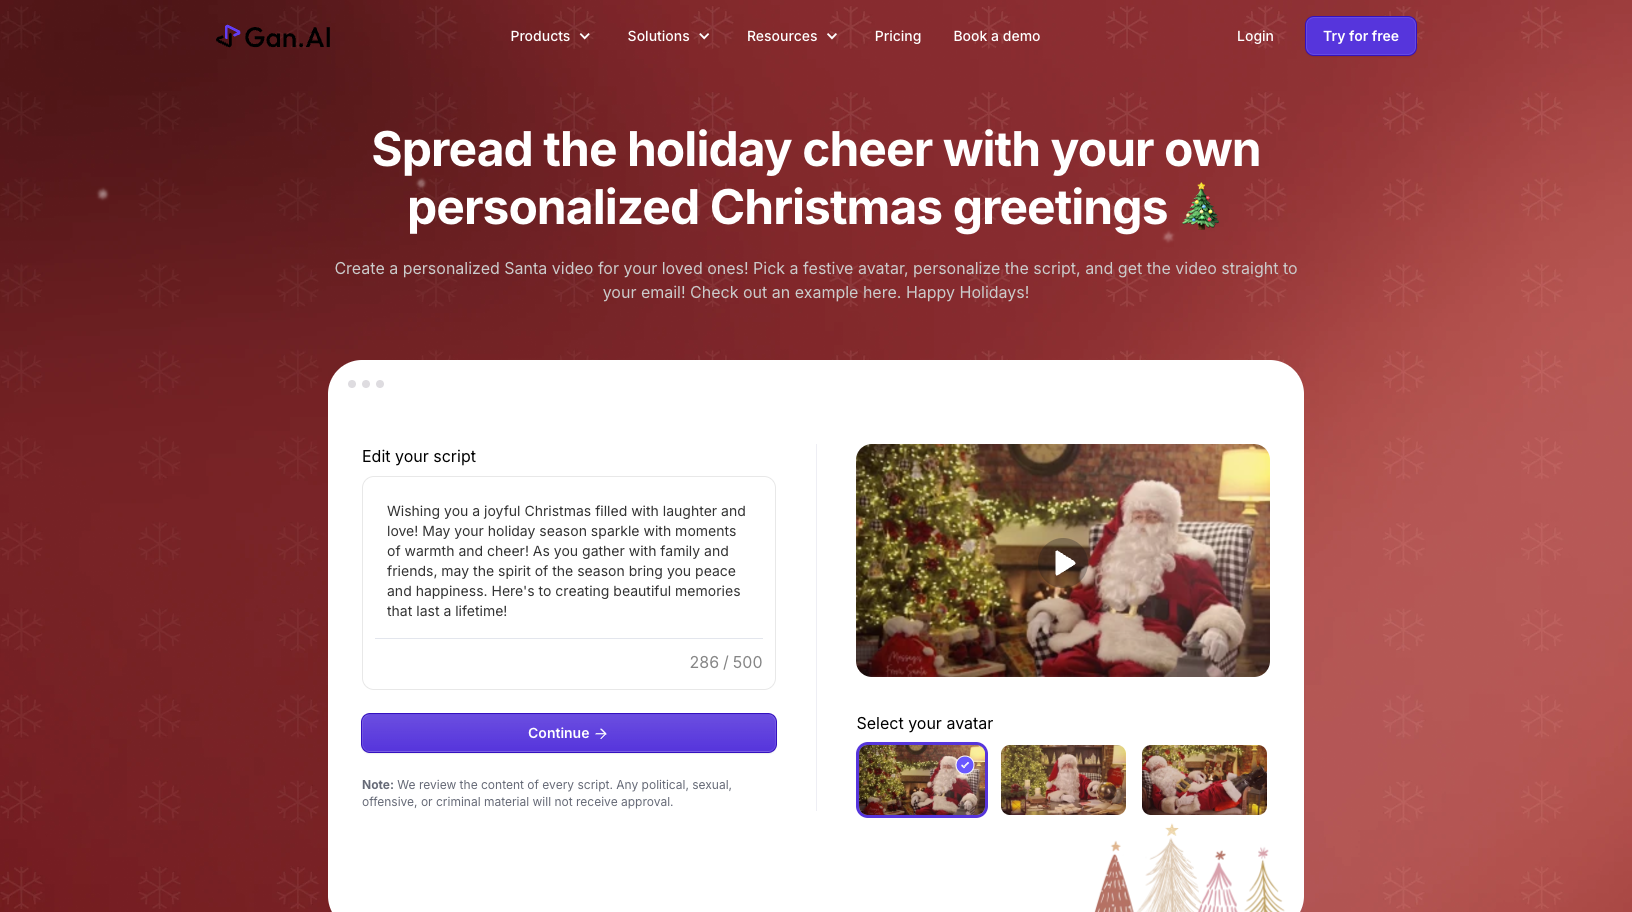 Gan.AI
Products
Solutions
Resources
Pricing
Book a demo
Login
Try for free
Spread the holiday cheer with your own
personalized Christmas greetings
Create a personalized Santa video for your loved ones! Pick a festive avatar, personalize the script, and get the video straight to
your email! Check out an example here. Happy Holidays!
Edit your script
Wishing you a joyful Christmas filled with laughter and
love! May your holiday season sparkle with moments
of warmth and cheer! As you gather with family and
friends, may the spirit of the season bring you peace
and happiness. Here's to creating beautiful memories
that last a lifetime!
286 / 500
Continue →
Note: We review the content of every script. Any political, sexual,
offensive, or criminal material will not receive approval.
Messages
From Santa
Select your avatar